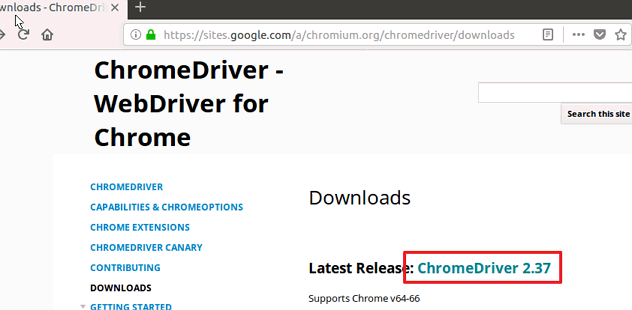 wnloads - ChromeDri
https://sites.google.com/a/chromium.org/chromedriver/downloads
ChromeDriver -
WebDriver for
Chrome
Search this site
CHROMEDRIVER
CAPABILITIES & CHROMEOPTIONS
CHROME EXTENSIONS
CHROMEDRIVER CANARY
CONTRIBUTING
DOWNLOADS
GETTING STARTED
Downloads
Latest Release: ChromeDriver 2.37
Supports Chrome v64-66